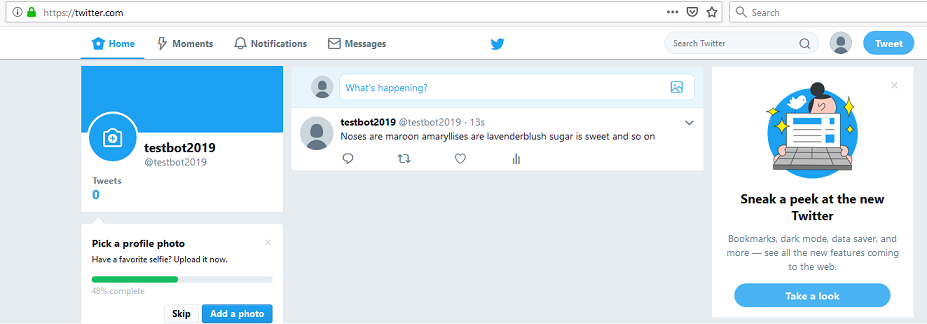 https://twitter.com
Search
Home
Moments
Notifications
Messages
Search Twitter
Tweet
testbot2019
@testbot2019
Tweets
0
Pick a profile photo
Have a favorite selfie? Upload it now.
48% complete
Skip
Add a photo
What's happening?
testbot2019 @testbot2019 · 13s
Noses are maroon amaryllises are lavenderblush sugar is sweet and so on
Sneak a peek at the new
Twitter
Bookmarks, dark mode, data saver, and
more — see all the new features coming
to the web.
Take a look